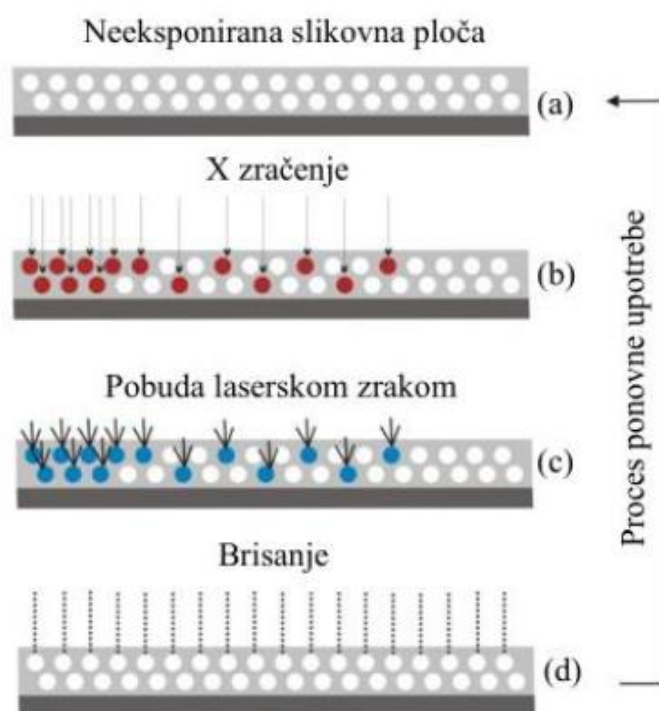 Neeksponirana slikovna ploča
(a)
X zračenje
(b)
Pobuda laserskom zrakom
(c)
Brisanje
(d)
Proces ponovne upotrebe